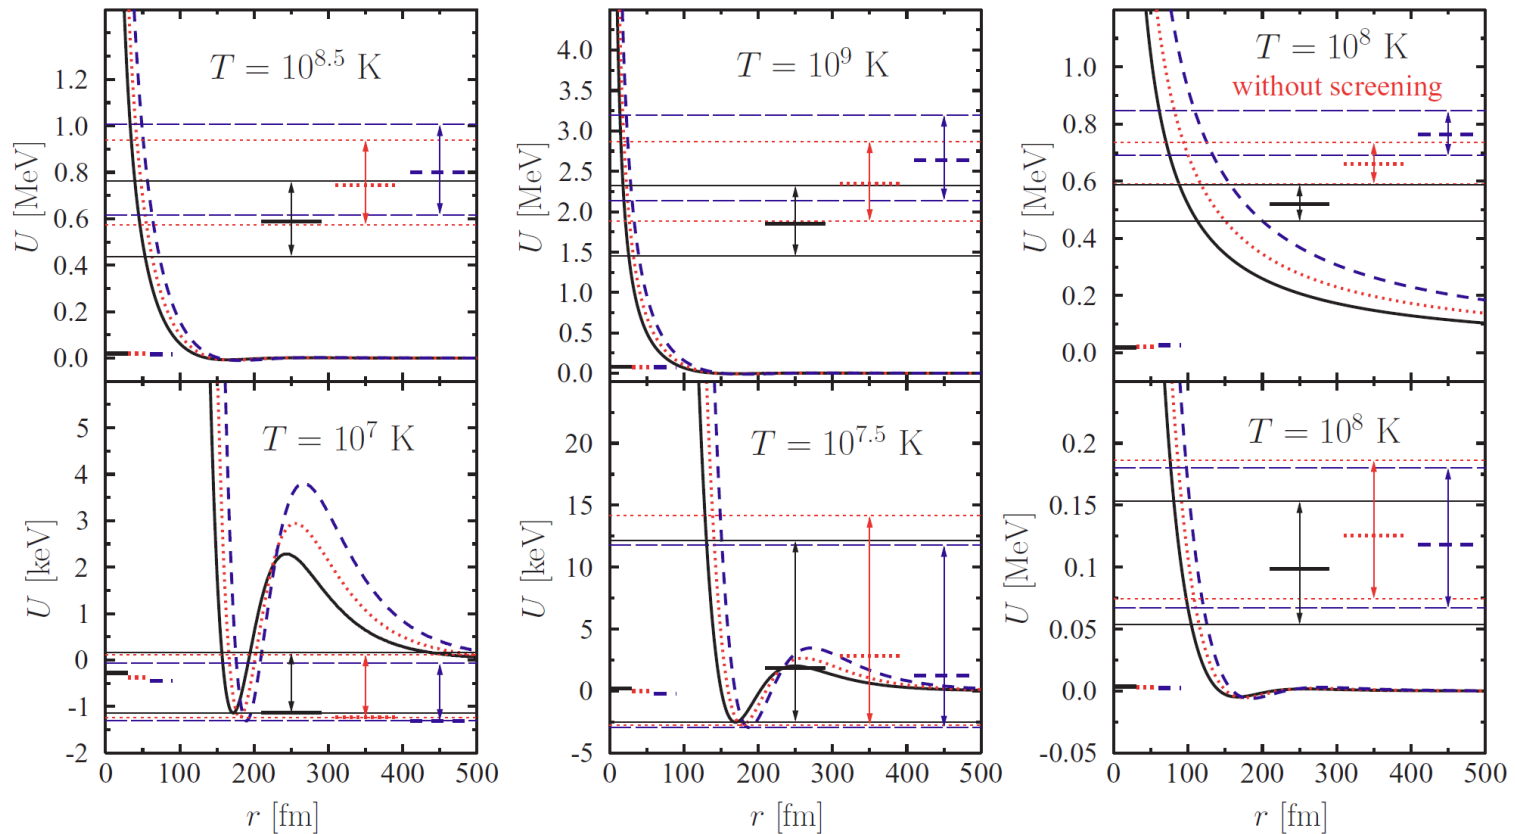 T = 10^8.5 K
U [MeV]
1.2
1.0
0.8
0.6
0.4
0.2
0.0
T = 10^9 K
U [MeV]
4.0
3.5
3.0
2.5
2.0
1.5
1.0
0.5
0.0
T = 10^8 K
without screening
U [MeV]
1.0
0.8
0.6
0.4
0.2
0.0
T = 10^7 K
U [keV]
5
4
3
2
1
0
-1
-2
0 100 200 300 400 500
r [fm]
T = 10^7.5 K
U [keV]
20
15
10
5
0
-5
0 100 200 300 400 500
r [fm]
T = 10^8 K
U [MeV]
0.2
0.15
0.1
0.05
0.0
-0.05
0 100 200 300 400 500
r [fm]